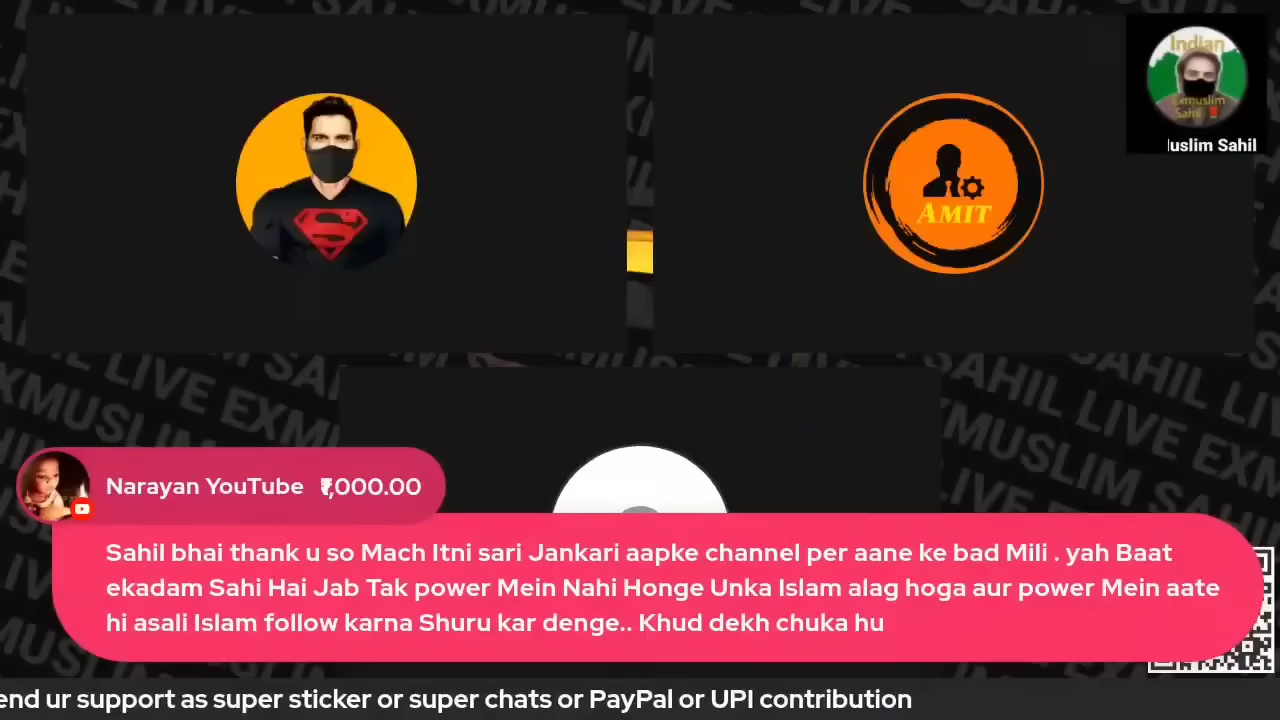 Indian
Exmuslim
Sahil
luslim Sahil
AMIT
Narayan YouTube ₹1,000.00
Sahil bhai thank u so Mach Itni sari Jankari aapke channel per aane ke bad Mili . yah Baat
ekadam Sahi Hai Jab Tak power Mein Nahi Honge Unka Islam alag hoga aur power Mein aate
hi asali Islam follow karna Shuru kar denge.. Khud dekh chuka hu
end ur support as super sticker or super chats or PayPal or UPI contribution